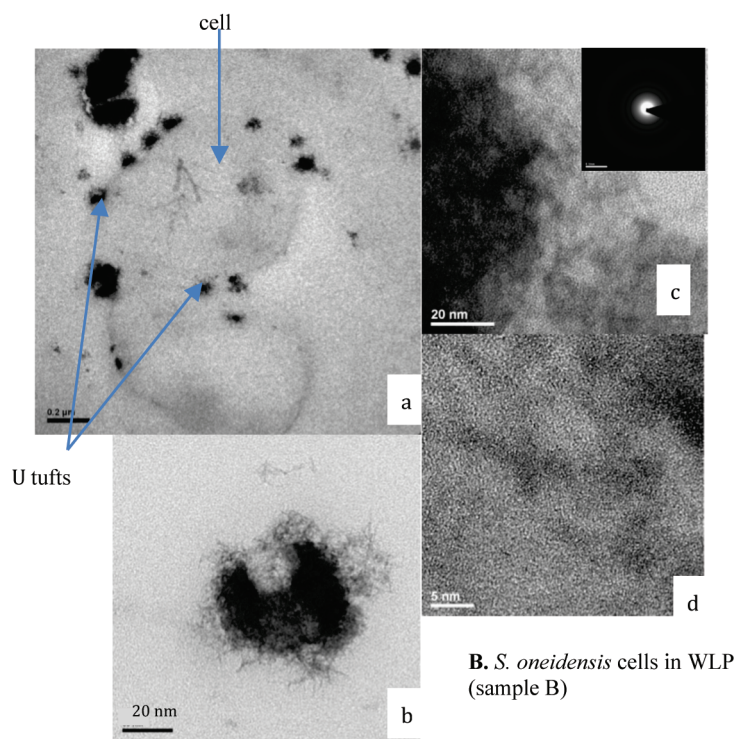 cell
a
0.2 µm
U tufts
20 nm
b
20 nm
c
5 nm
d
B. S. oneidensis cells in WLP
(sample B)